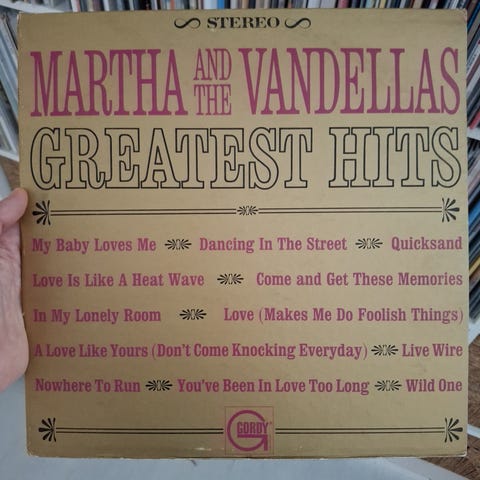 STEREO
MARTHA AND THE VANDELLAS
GREATEST HITS
My Baby Loves Me Dancing In The Street Quicksand
Love Is Like A Heat Wave Come and Get These Memories
In My Lonely Room Love (Makes Me Do Foolish Things)
A Love Like Yours (Don't Come Knocking Everyday) Live Wire
Nowhere To Run You've Been In Love Too Long Wild One
GORDY